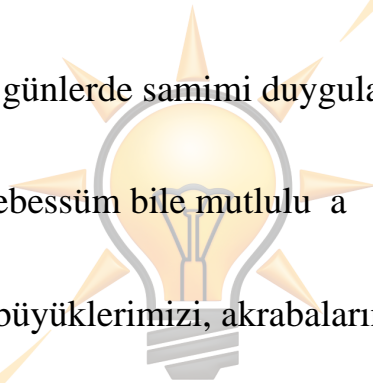 günlerde samimi duygula
ebessüm bile mutlulu a
büyüklerimizi, akrabaların